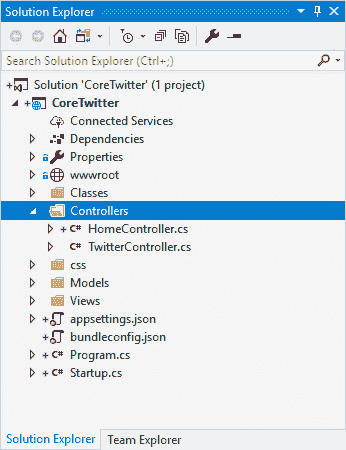 Solution Explorer
Search Solution Explorer (Ctrl+;)
Solution 'CoreTwitter' (1 project)
CoreTwitter
Connected Services
Dependencies
Properties
wwwroot
Classes
Controllers
C# HomeController.cs
C# TwitterController.cs
css
Models
Views
appsettings.json
bundleconfig.json
C# Program.cs
C# Startup.cs
Solution Explorer Team Explorer